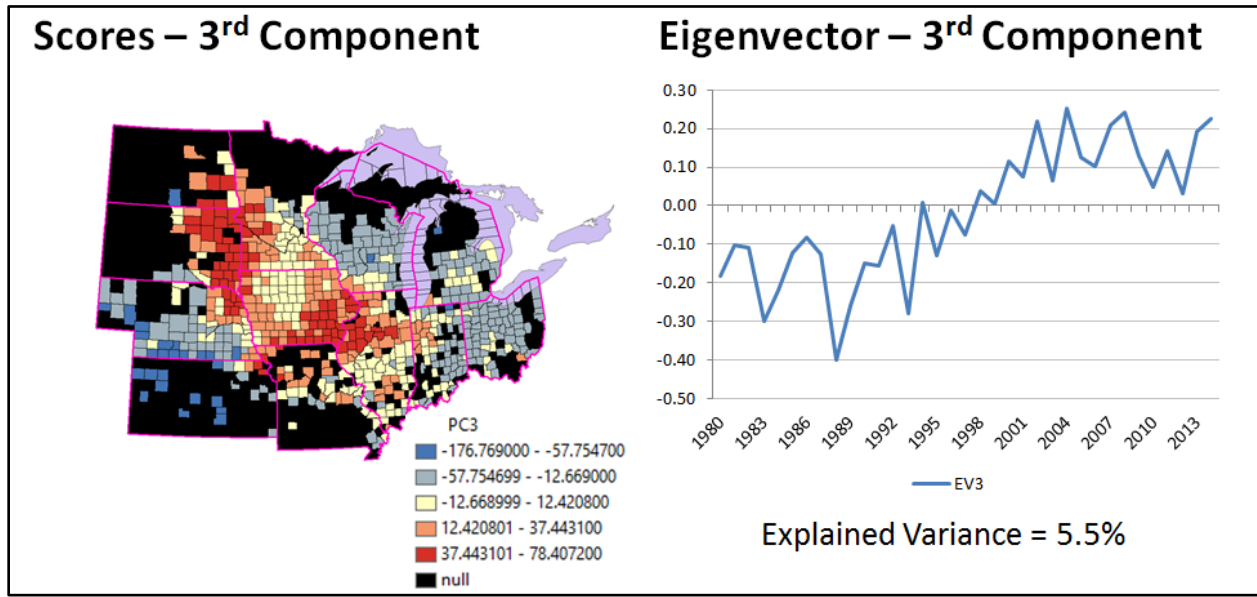 Scores – 3rd Component
PC3
-176.769000 - -57.754700
-57.754699 - -12.669000
-12.668999 - 12.420800
12.420801 - 37.443100
37.443101 - 78.407200
null
Eigenvector – 3rd Component
0.30
0.20
0.10
0.00
-0.10
-0.20
-0.30
-0.40
-0.50
1980 1983 1986 1989 1992 1995 1998 2001 2004 2007 2010 2013
EV3
Explained Variance = 5.5%